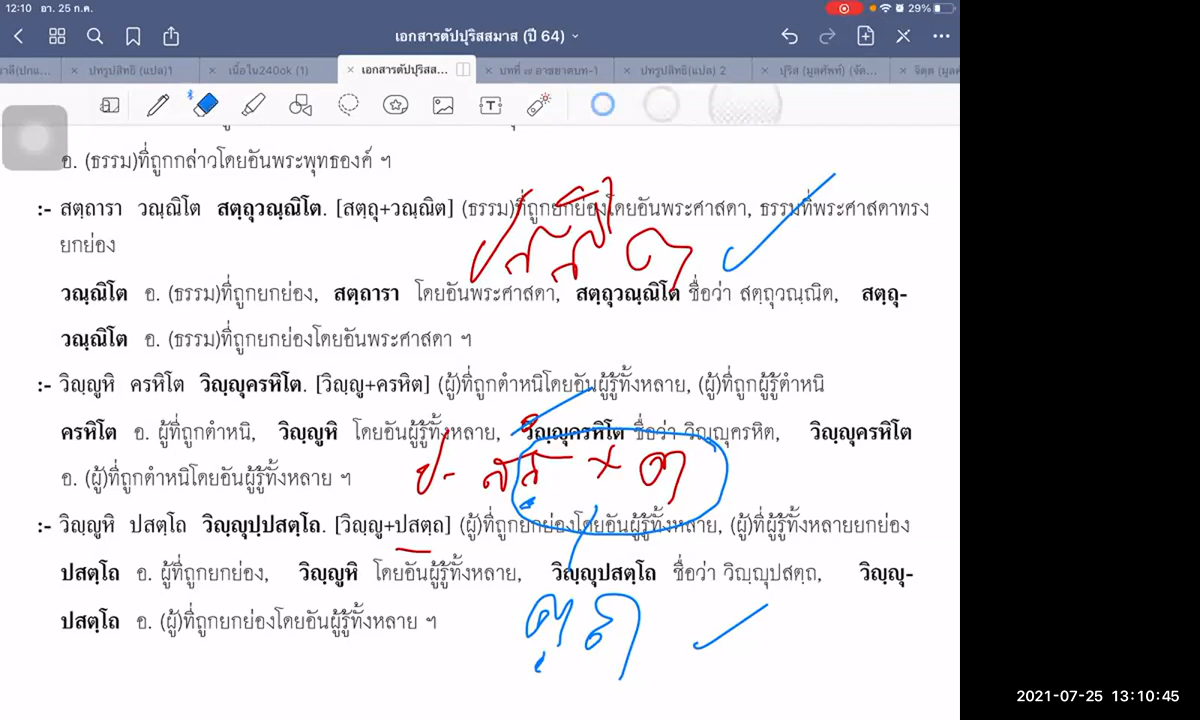 12:10 อา. 25 ก.ค. 29%
เอกสารตัปปุริสสมาส (ปี 64)
าลี(ปกแ... × ปทรูปสิทธิ (แปล)1 × เนื้อใน240ok (1) × เอกสารตัปปุริสส... × บทที่ ๗ อาขยาตบท-1 × ปทรูปสิทธิ(แปล) 2 × ปุริส (มูลศัพท์) (จัด... × จิตฺต (มูลศ
อ. (ธรรม)ที่ถูกกล่าวโดยอันพระพุทธองค์ ฯ
:- สตฺถารา วณฺณิโต สตฺถุวณฺณิโต. [สตฺถุ+วณฺณิต] (ธรรม)ที่ถูกยกย่องโดยอันพระศาสดา, ธรรมที่พระศาสดาทรง
ยกย่อง
วณฺณิโต อ. (ธรรม)ที่ถูกยกย่อง, สตฺถารา โดยอันพระศาสดา, สตฺถุวณฺณิโต ชื่อว่า สตฺถุวณฺณิต, สตฺถุ-
วณฺณิโต อ. (ธรรม)ที่ถูกยกย่องโดยอันพระศาสดา ฯ
:- วิญฺญูหิ ครหิโต วิญฺญุครหิโต. [วิญฺญู+ครหิต] (ผู้)ที่ถูกตำหนิโดยอันผู้รู้ทั้งหลาย, (ผู้)ที่ถูกผู้รู้ตำหนิ
ครหิโต อ. ผู้ที่ถูกตำหนิ, วิญฺญูหิ โดยอันผู้รู้ทั้งหลาย, วิญฺญุครหิโต ชื่อว่า วิญฺญุครหิต, วิญฺญุครหิโต
อ. (ผู้)ที่ถูกตำหนิโดยอันผู้รู้ทั้งหลาย ฯ
:- วิญฺญูหิ ปสตฺโถ วิญฺญุปฺปสตฺโถ. [วิญฺญู+ปสตฺถ] (ผู้)ที่ถูกยกย่องโดยอันผู้รู้ทั้งหลาย, (ผู้)ที่ผู้รู้ทั้งหลายยกย่อง
ปสตฺโถ อ. ผู้ที่ถูกยกย่อง, วิญฺญูหิ โดยอันผู้รู้ทั้งหลาย, วิญฺญุปสตฺโถ ชื่อว่า วิญฺญุปสตฺถ, วิญฺญุ-
ปสตฺโถ อ. (ผู้)ที่ถูกยกย่องโดยอันผู้รู้ทั้งหลาย ฯ
2021-07-25 13:10:45